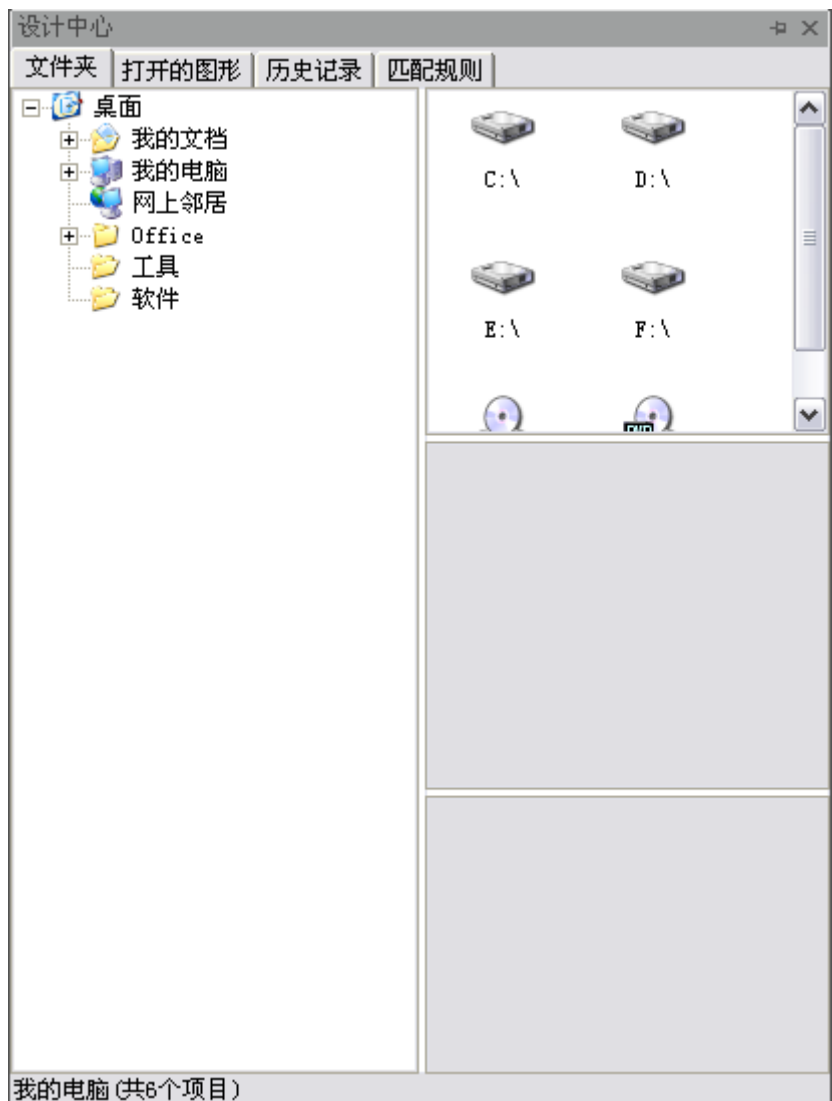 设计中心
文件夹 打开的图形 历史记录 匹配规则
桌面
我的文档
我的电脑
网上邻居
Office
工具
软件
C:\ D:\
E:\ F:\
我的电脑(共6个项目)